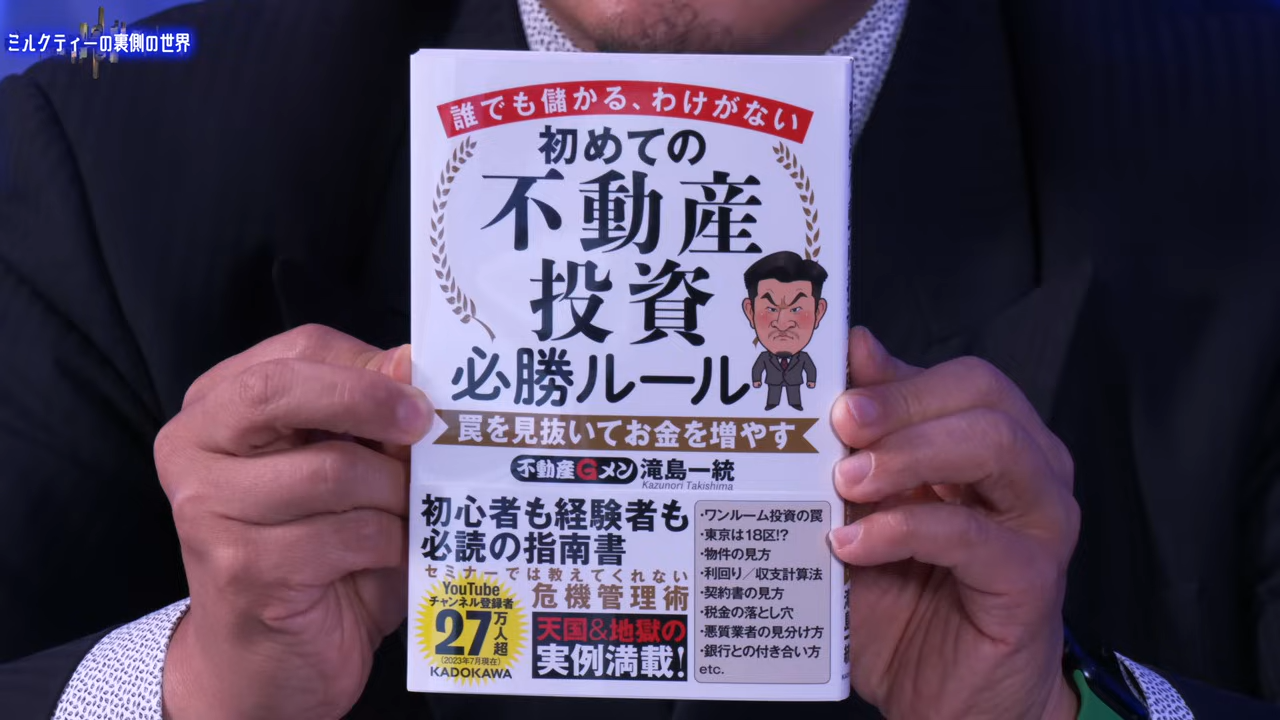 ミルクティーの裏側の世界
誰でも儲かる、わけがない
初めての
不動産
投資
必勝ルール
罠を見抜いてお金を増やす
不動産Gメン 滝島一統
Kazunori Takishima
初心者も経験者も
必読の指南書
セミナーでは教えてくれない
危機管理術
YouTube
チャンネル登録者
27万人超
(2023年7月現在)
KADOKAWA
天国&地獄の
実例満載!
・ワンルーム投資の罠
・東京は18区!?
・物件の見方
・利回り/収支計算法
・契約書の見方
・税金の落とし穴
・悪質業者の見分け方
・銀行との付き合い方
etc.